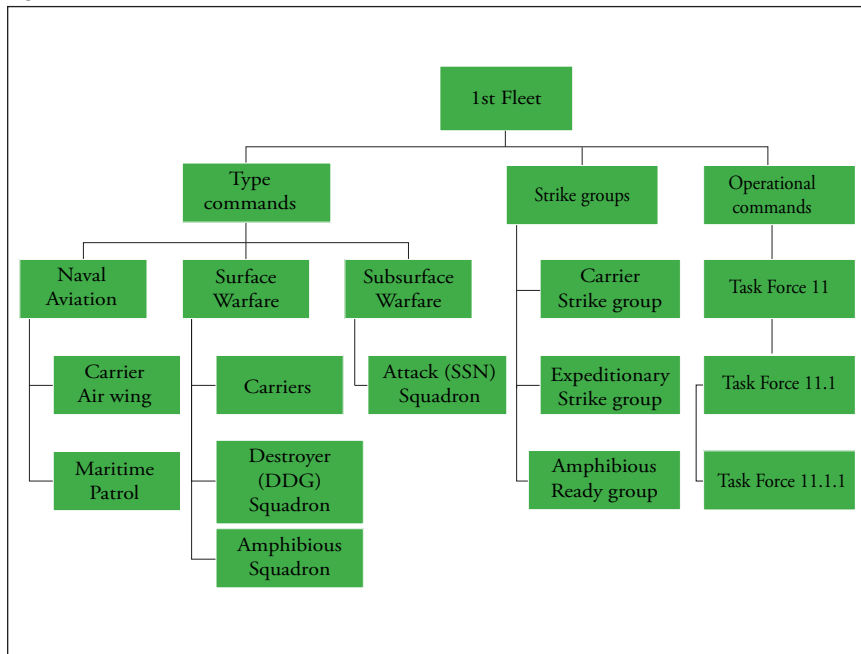 1st Fleet
Type
commands
Strike groups
Operational
commands
Naval
Aviation
Surface
Warfare
Subsurface
Warfare
Carrier
Strike group
Task Force 11
Carrier
Air wing
Carriers
Attack (SSN)
Squadron
Expeditionary
Strike group
Task Force 11.1
Maritime
Patrol
Destroyer
(DDG)
Squadron
Amphibious
Ready group
Task Force 11.1.1
Amphibious
Squadron